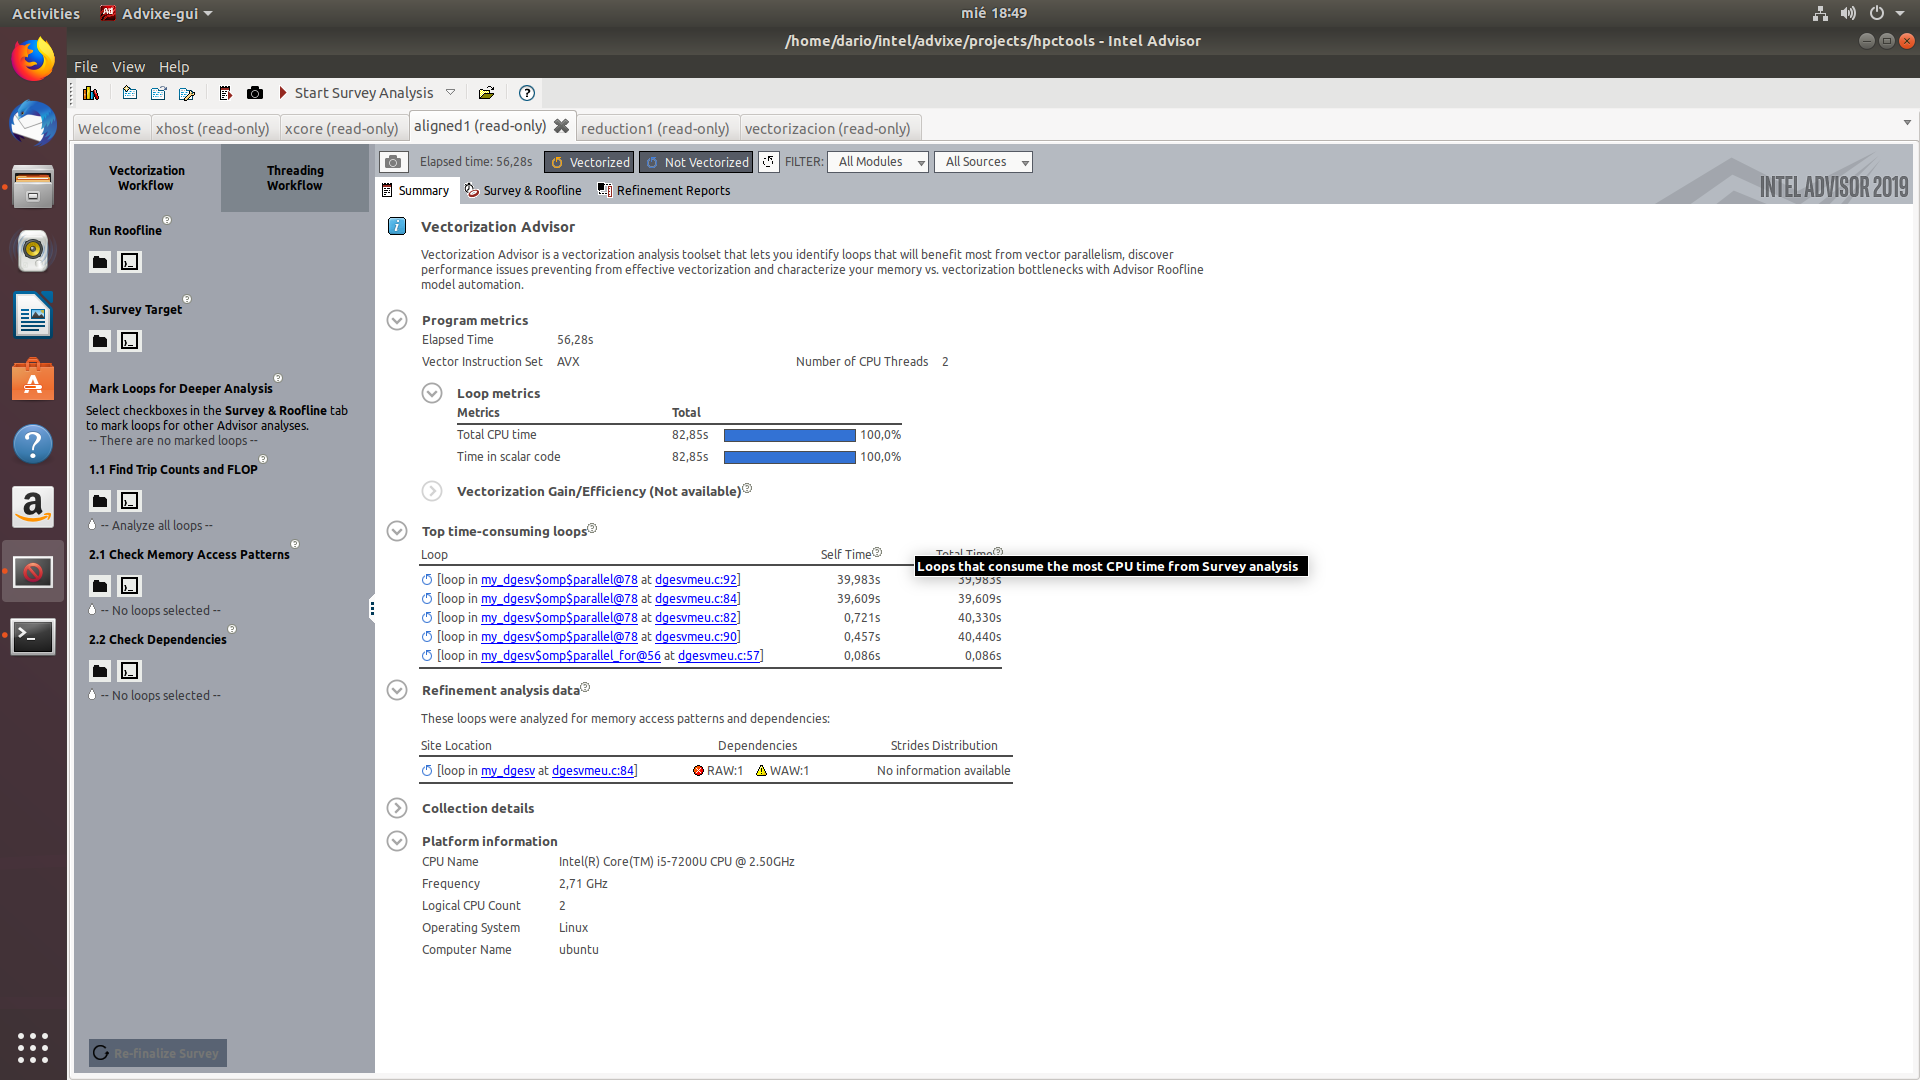 Activities
Advixe-gui
mié 18:49
/home/dario/intel/advixe/projects/hpctools - Intel Advisor
File View Help
Start Survey Analysis
Welcome
xhost (read-only)
xcore (read-only)
aligned1 (read-only)
reduction1 (read-only)
vectorizacion (read-only)
Vectorization
Workflow
Threading
Workflow
Run Roofline
1. Survey Target
Mark Loops for Deeper Analysis
Select checkboxes in the Survey & Roofline tab
to mark loops for other Advisor analyses.
-- There are no marked loops --
1.1 Find Trip Counts and FLOP
-- Analyze all loops --
2.1 Check Memory Access Patterns
-- No loops selected --
2.2 Check Dependencies
-- No loops selected --
Re-finalize Survey
Elapsed time: 56,28s
Vectorized
Not Vectorized
FILTER: All Modules All Sources
Summary
Survey & Roofline
Refinement Reports
INTEL ADVISOR 2019
Vectorization Advisor
Vectorization Advisor is a vectorization analysis toolset that lets you identify loops that will benefit most from vector parallelism, discover
performance issues preventing from effective vectorization and characterize your memory vs. vectorization bottlenecks with Advisor Roofline
model automation.
Program metrics
Elapsed Time 56,28s
Vector Instruction Set AVX Number of CPU Threads 2
Loop metrics
Metrics Total
Total CPU time 82,85s 100,0%
Time in scalar code 82,85s 100,0%
Vectorization Gain/Efficiency (Not available)
Top time-consuming loops
Loop Self Time Total Time
Loops that consume the most CPU time from Survey analysis
[loop in my_dgesv$omp$parallel@78 at dgesvmeu.c:92] 39,983s 39,983s
[loop in my_dgesv$omp$parallel@78 at dgesvmeu.c:84] 39,609s 39,609s
[loop in my_dgesv$omp$parallel@78 at dgesvmeu.c:82] 0,721s 40,330s
[loop in my_dgesv$omp$parallel@78 at dgesvmeu.c:90] 0,457s 40,440s
[loop in my_dgesv$omp$parallel_for@56 at dgesvmeu.c:57] 0,086s 0,086s
Refinement analysis data
These loops were analyzed for memory access patterns and dependencies:
Site Location Dependencies Strides Distribution
[loop in my_dgesv at dgesvmeu.c:84] RAW:1 WAW:1 No information available
Collection details
Platform information
CPU Name Intel(R) Core(TM) i5-7200U CPU @ 2.50GHz
Frequency 2,71 GHz
Logical CPU Count 2
Operating System Linux
Computer Name ubuntu